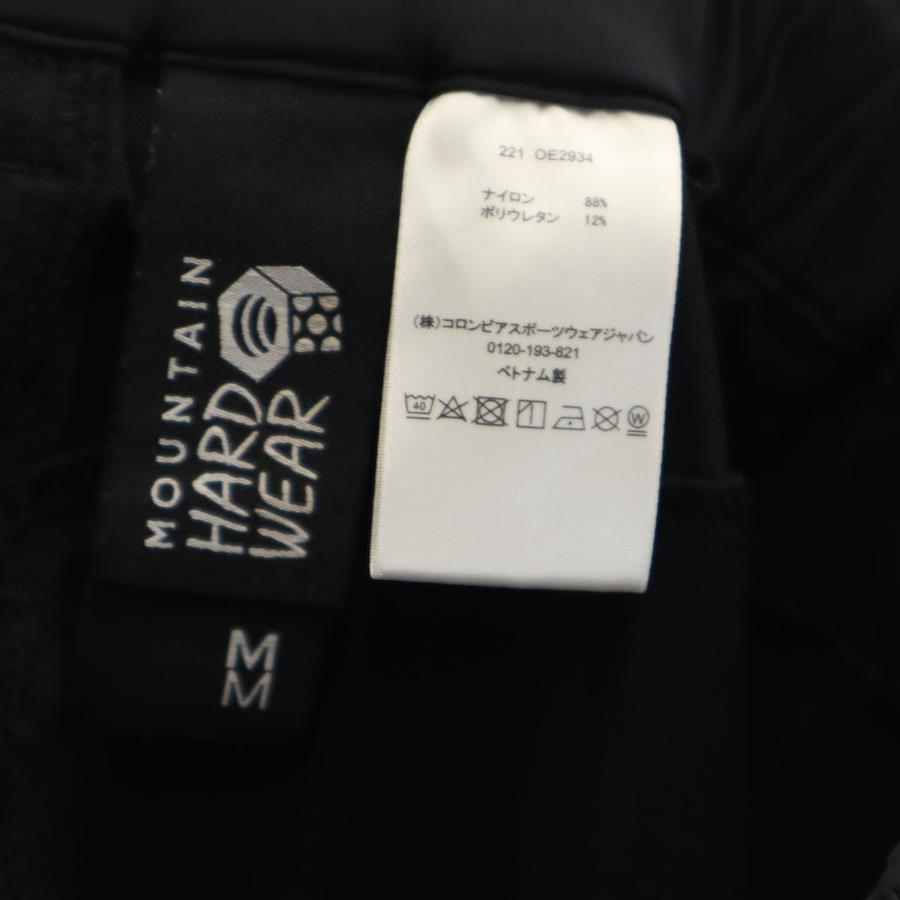 MOUNTAIN
HARD
WEAR
M
M
221 OE2934
ナイロン 88%
ポリウレタン 12%
(株)コロンビアスポーツウェアジャパン
0120-193-821
ベトナム製
40
W